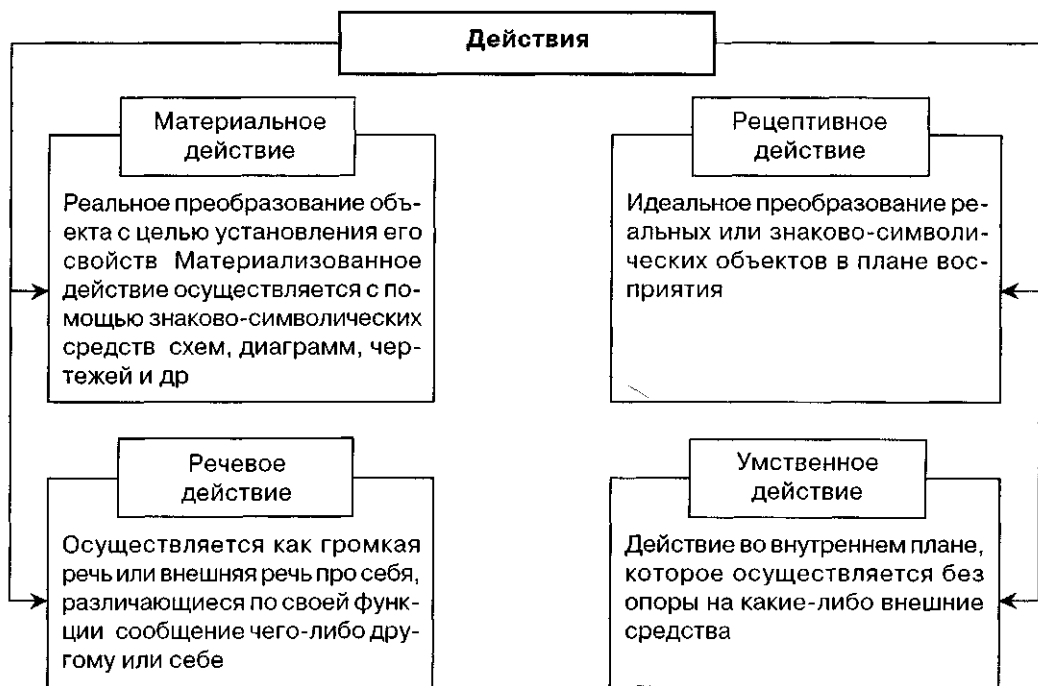 Действия
Материальное
действие
Реальное преобразование объ-
екта с целью установления его
свойств Материализованное
действие осуществляется с по-
мощью знаково-символических
средств схем, диаграмм, чер-
тежей и др
Рецептивное
действие
Идеальное преобразование ре-
альных или знаково-символи-
ческих объектов в плане вос-
приятия
Речевое
действие
Осуществляется как громкая
речь или внешняя речь про себя,
различающиеся по своей функ-
ции сообщение чего-либо дру-
гому или себе
Умственное
действие
Действие во внутреннем плане,
которое осуществляется без
опоры на какие-либо внешние
средства